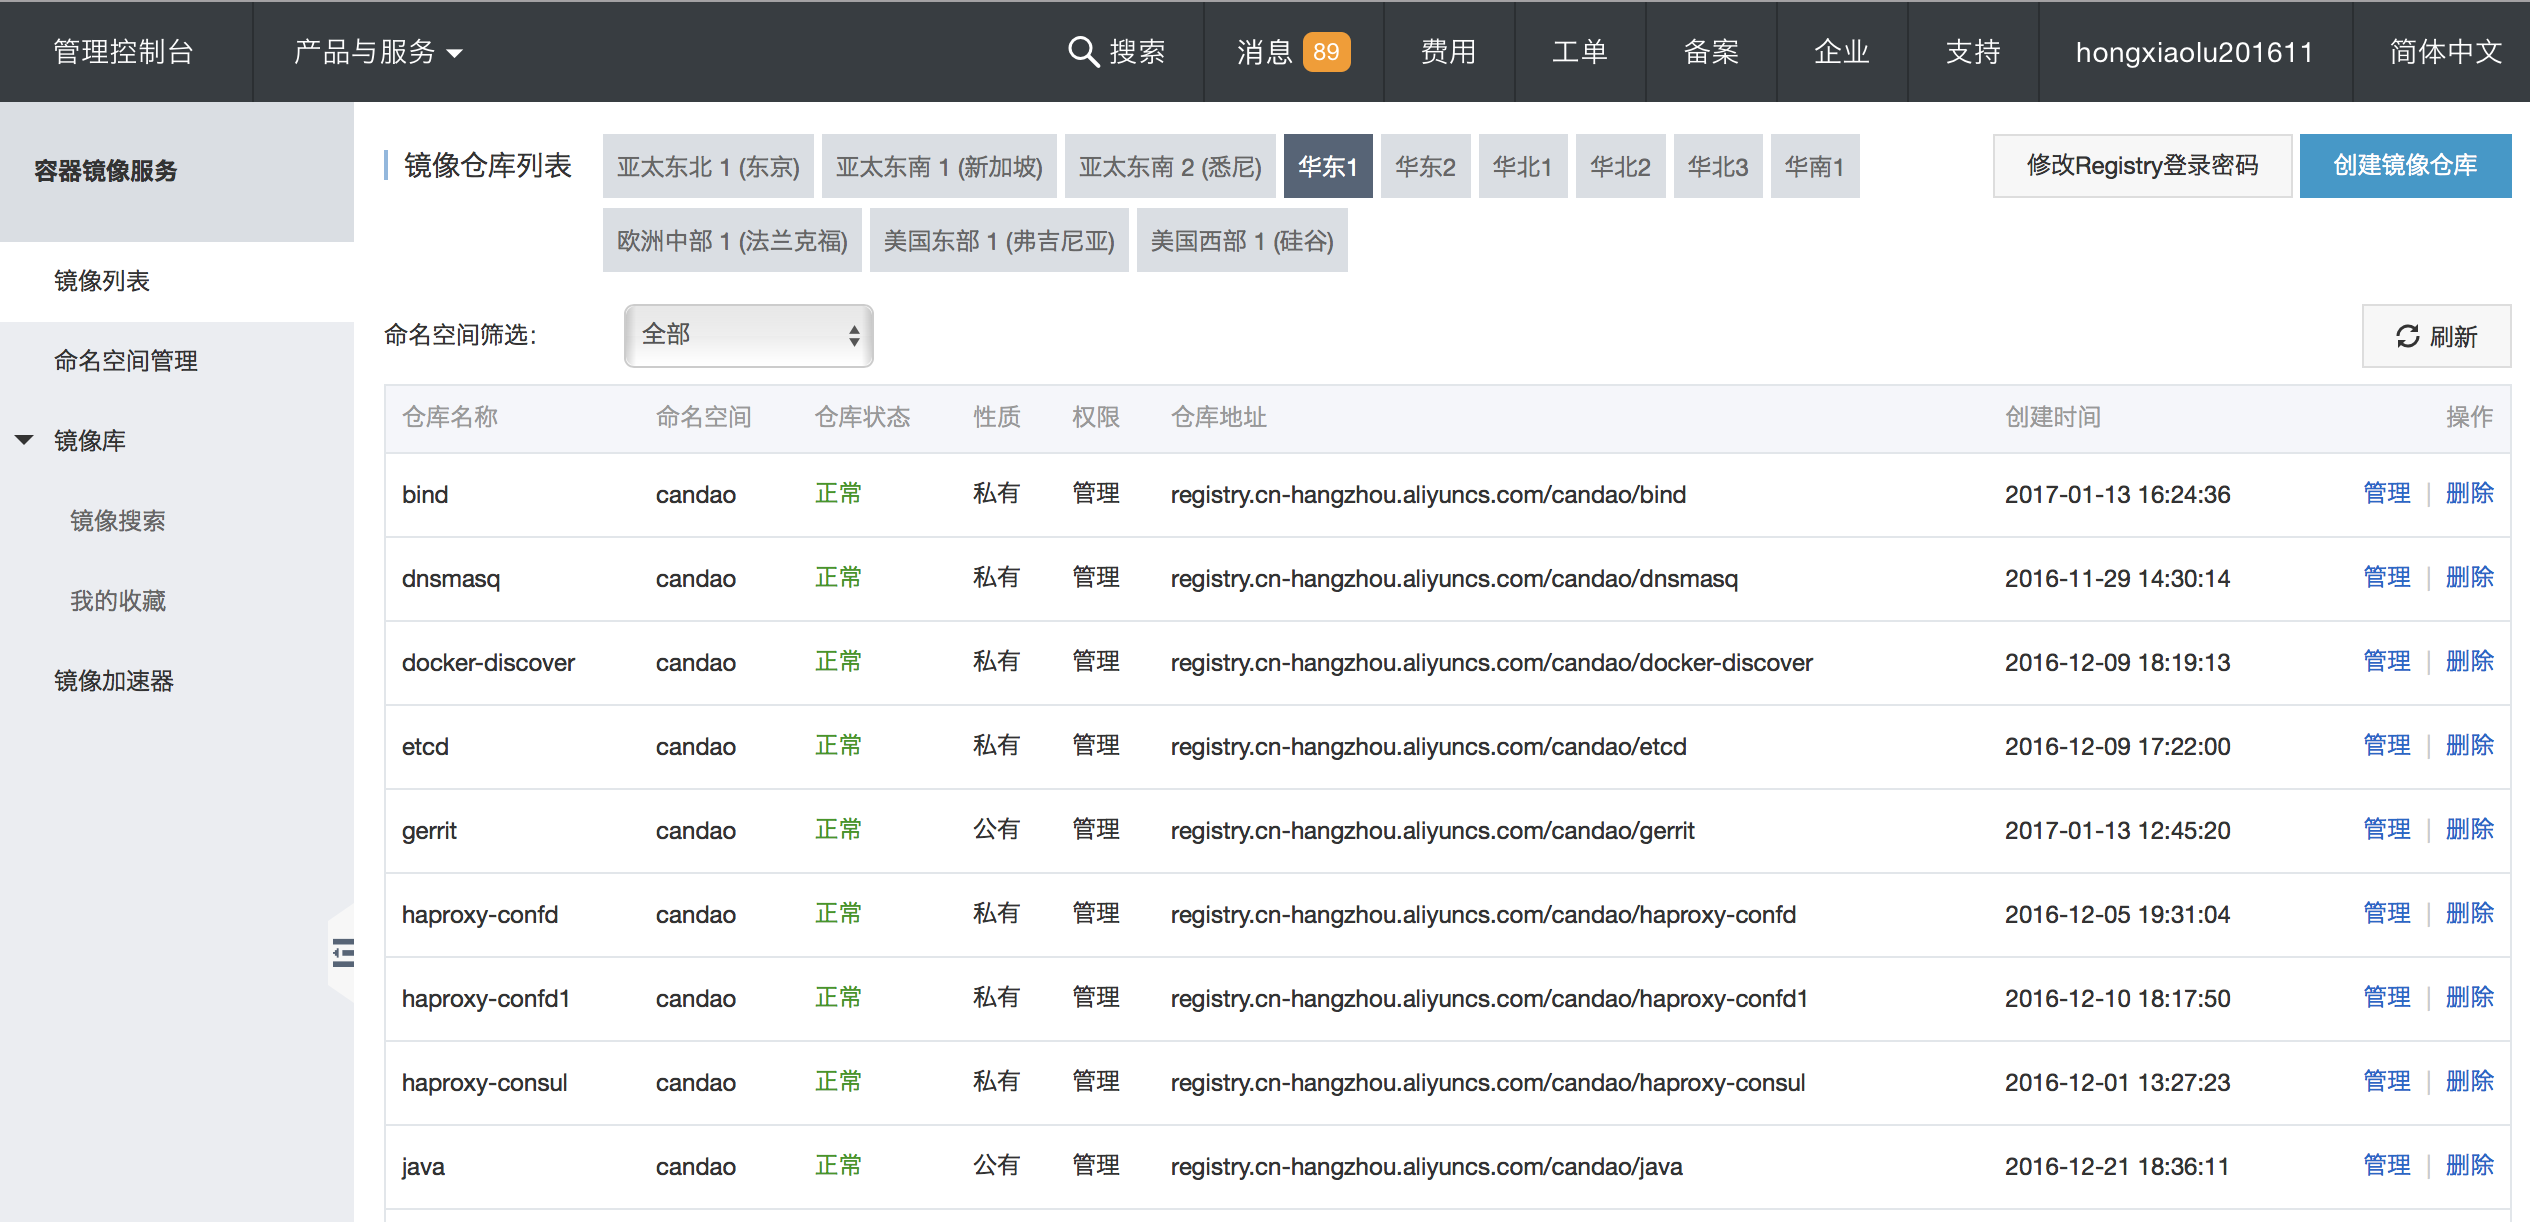 管理控制台 产品与服务 搜索 消息 89 费用 工单 备案 企业 支持 hongxiaolu201611 简体中文
容器镜像服务
镜像列表
命名空间管理
镜像库
镜像搜索
我的收藏
镜像加速器
镜像仓库列表 亚太东北 1 (东京) 亚太东南 1 (新加坡) 亚太东南 2 (悉尼) 华东1 华东2 华北1 华北2 华北3 华南1 修改Registry登录密码 创建镜像仓库
欧洲中部 1 (法兰克福) 美国东部 1 (弗吉尼亚) 美国西部 1 (硅谷)
命名空间筛选: 全部 刷新
仓库名称 命名空间 仓库状态 性质 权限 仓库地址 创建时间 操作
bind candao 正常 私有 管理 registry.cn-hangzhou.aliyuncs.com/candao/bind 2017-01-13 16:24:36 管理 | 删除
dnsmasq candao 正常 私有 管理 registry.cn-hangzhou.aliyuncs.com/candao/dnsmasq 2016-11-29 14:30:14 管理 | 删除
docker-discover candao 正常 私有 管理 registry.cn-hangzhou.aliyuncs.com/candao/docker-discover 2016-12-09 18:19:13 管理 | 删除
etcd candao 正常 私有 管理 registry.cn-hangzhou.aliyuncs.com/candao/etcd 2016-12-09 17:22:00 管理 | 删除
gerrit candao 正常 公有 管理 registry.cn-hangzhou.aliyuncs.com/candao/gerrit 2017-01-13 12:45:20 管理 | 删除
haproxy-confd candao 正常 私有 管理 registry.cn-hangzhou.aliyuncs.com/candao/haproxy-confd 2016-12-05 19:31:04 管理 | 删除
haproxy-confd1 candao 正常 私有 管理 registry.cn-hangzhou.aliyuncs.com/candao/haproxy-confd1 2016-12-10 18:17:50 管理 | 删除
haproxy-consul candao 正常 私有 管理 registry.cn-hangzhou.aliyuncs.com/candao/haproxy-consul 2016-12-01 13:27:23 管理 | 删除
java candao 正常 公有 管理 registry.cn-hangzhou.aliyuncs.com/candao/java 2016-12-21 18:36:11 管理 | 删除